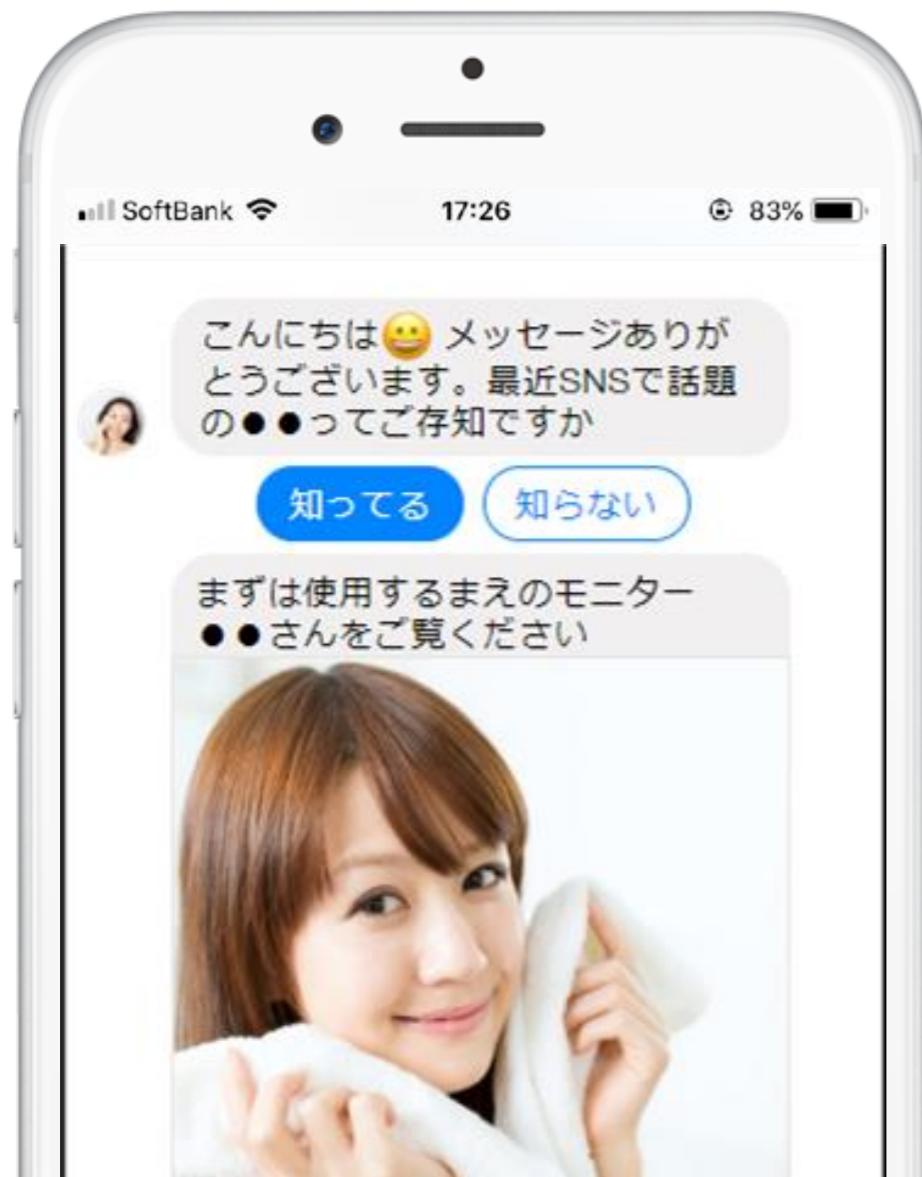 SoftBank 17:26 83%
こんにちは😀 メッセージありが
とうございます。最近SNSで話題
の●●ってご存知ですか
知ってる 知らない
まずは使用するまえのモニター
●●さんをご覧ください